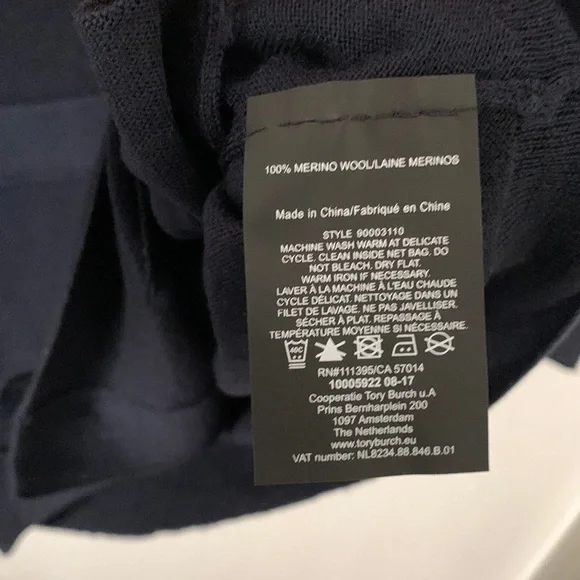 100% MERINO WOOL/LAINE MERINOS
Made in China/Fabriqué en Chine
STYLE 90003110
MACHINE WASH WARM AT DELICATE
CYCLE. CLEAN INSIDE NET BAG. DO
NOT BLEACH. DRY FLAT.
WARM IRON IF NECESSARY.
LAVER À LA MACHINE À L'EAU CHAUDE
CYCLE DÉLICAT. NETTOYAGE DANS UN
FILET DE LAVAGE. NE PAS JAVELLISER.
SÉCHER À PLAT. REPASSAGE À
TEMPÉRATURE MOYENNE SI NÉCESSAIRE.
40C
RN#111395/CA 57014
10005922 08-17
Cooperatie Tory Burch u.A
Prins Bernharplein 200
1097 Amsterdam
The Netherlands
www.toryburch.eu
VAT number: NL8234.88.846.B.01